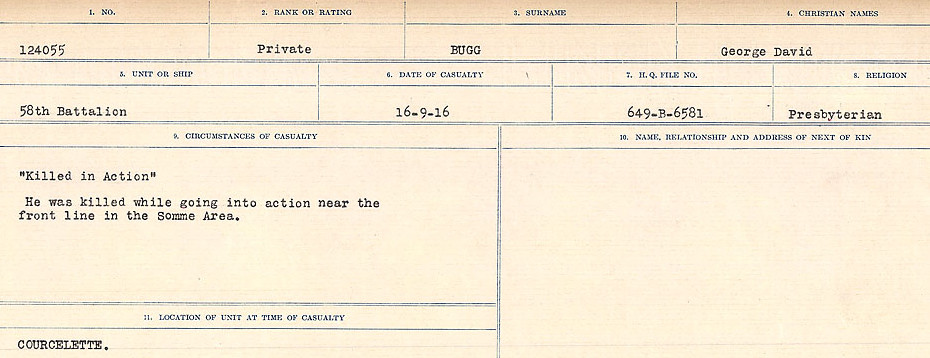 1. NO. 2. RANK OR RATING 3. SURNAME 4. CHRISTIAN NAMES
124055 Private BUGG George David
5. UNIT OR SHIP 6. DATE OF CASUALTY 7. H. Q. FILE NO. 8. RELIGION
58th Battalion 16-9-16 649-B-6581 Presbyterian
9. CIRCUMSTANCES OF CASUALTY 10. NAME, RELATIONSHIP AND ADDRESS OF NEXT OF KIN
"Killed in Action"
He was killed while going into action near the
front line in the Somme Area.
11. LOCATION OF UNIT AT TIME OF CASUALTY
COURCELETTE.